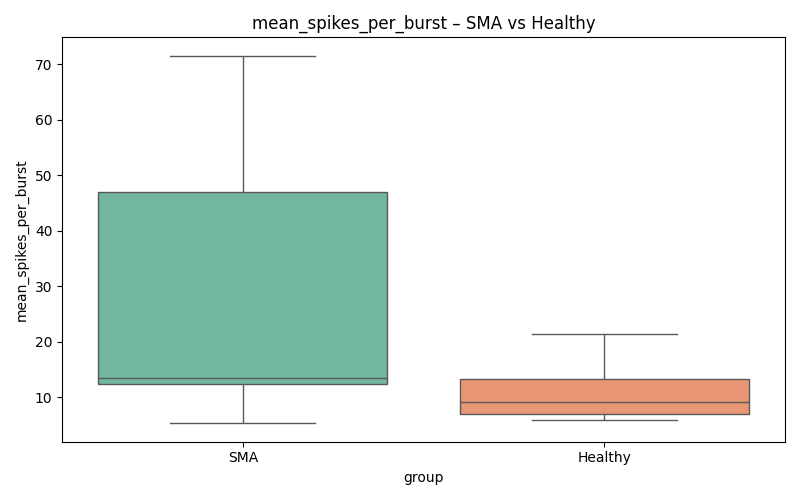 mean_spikes_per_burst – SMA vs Healthy
mean_spikes_per_burst
70
60
50
40
30
20
10
SMA
Healthy
group